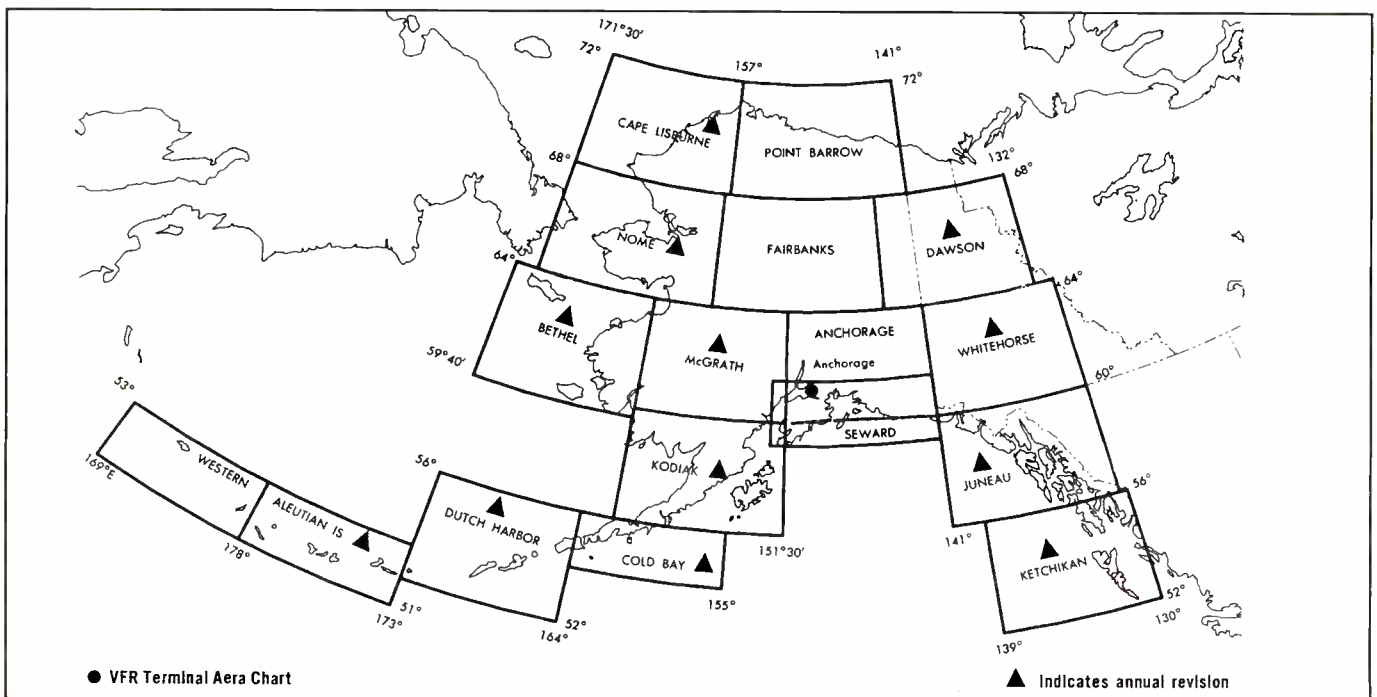 171°30'
72°
157°
141°
72°
CAPE LISBURNE
POINT BARROW
132°
68°
68°
NOME
FAIRBANKS
DAWSON
64°
64°
BETHEL
McGRATH
ANCHORAGE
Anchorage
WHITEHORSE
59°40'
60°
53°
SEWARD
WESTERN
169°E
56°
KODIAK
JUNEAU
56°
ALEUTIAN IS
DUTCH HARBOR
178°
COLD BAY
151°30'
141°
KETCHIKAN
51°
173°
52°
164°
155°
52°
130°
139°
● VFR Terminal Aera Chart
▲ Indicates annual revision